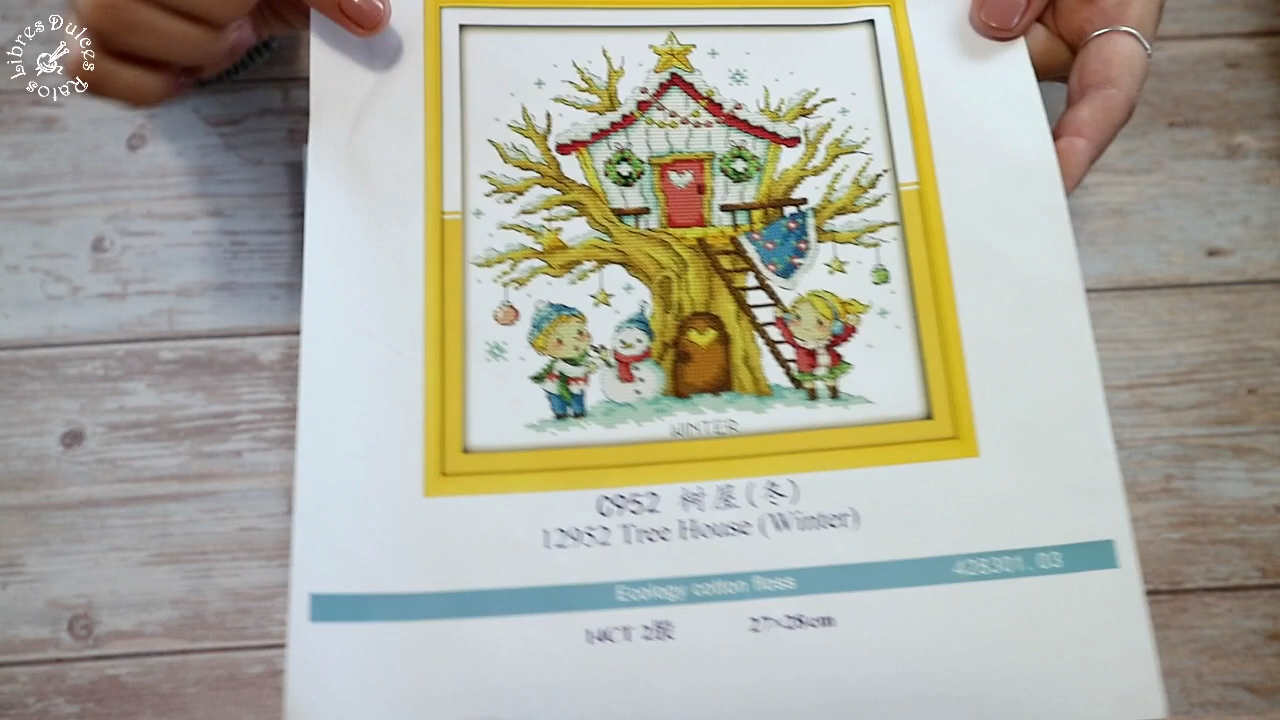 Libres Dulces Ratos
WINTER
0952 树屋(冬)
12952 Tree House (Winter)
Ecology cotton floss
428301.03
14CT 2股
27×28cm